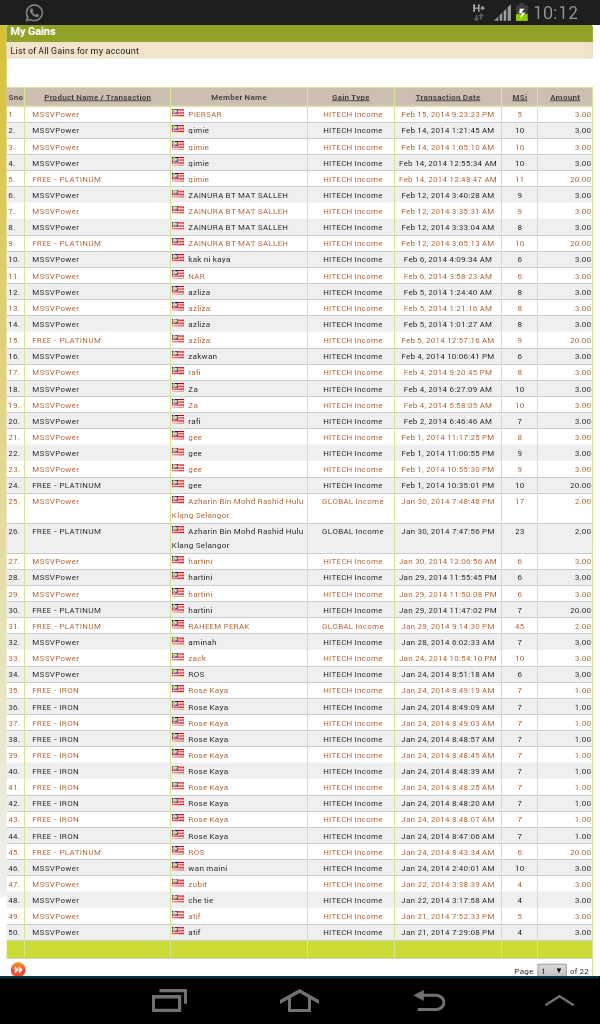 H+ 10:12
My Gains
List of All Gains for my account
Sno Product Name / Transaction Member Name Gain Type Transaction Date MSi Amount
1. MSSVPower PIERSAR HITECH Income Feb 15, 2014 9:23:23 PM 5 3.00
2. MSSVPower qimie HITECH Income Feb 14, 2014 1:21:45 AM 10 3.00
3. MSSVPower qimie HITECH Income Feb 14, 2014 1:05:10 AM 10 3.00
4. MSSVPower qimie HITECH Income Feb 14, 2014 12:55:34 AM 10 3.00
5. FREE - PLATINUM qimie HITECH Income Feb 14, 2014 12:48:47 AM 11 20.00
6. MSSVPower ZAINURA BT MAT SALLEH HITECH Income Feb 12, 2014 3:40:28 AM 9 3.00
7. MSSVPower ZAINURA BT MAT SALLEH HITECH Income Feb 12, 2014 3:35:31 AM 9 3.00
8. MSSVPower ZAINURA BT MAT SALLEH HITECH Income Feb 12, 2014 3:33:04 AM 8 3.00
9. FREE - PLATINUM ZAINURA BT MAT SALLEH HITECH Income Feb 12, 2014 3:05:13 AM 10 20.00
10. MSSVPower kak ni kaya HITECH Income Feb 6, 2014 4:09:34 AM 6 3.00
11. MSSVPower NAR HITECH Income Feb 6, 2014 3:58:23 AM 6 3.00
12. MSSVPower azliza HITECH Income Feb 5, 2014 1:24:40 AM 8 3.00
13. MSSVPower azliza HITECH Income Feb 5, 2014 1:21:16 AM 8 3.00
14. MSSVPower azliza HITECH Income Feb 5, 2014 1:01:27 AM 8 3.00
15. FREE - PLATINUM azliza HITECH Income Feb 5, 2014 12:57:16 AM 9 20.00
16. MSSVPower zakwan HITECH Income Feb 4, 2014 10:06:41 PM 6 3.00
17. MSSVPower rafi HITECH Income Feb 4, 2014 9:20:45 PM 8 3.00
18. MSSVPower Za HITECH Income Feb 4, 2014 6:27:09 AM 10 3.00
19. MSSVPower Za HITECH Income Feb 4, 2014 5:58:05 AM 10 3.00
20. MSSVPower rafi HITECH Income Feb 2, 2014 6:46:46 AM 7 3.00
21. MSSVPower gee HITECH Income Feb 1, 2014 11:17:25 PM 8 3.00
22. MSSVPower gee HITECH Income Feb 1, 2014 11:00:55 PM 9 3.00
23. MSSVPower gee HITECH Income Feb 1, 2014 10:55:30 PM 9 3.00
24. FREE - PLATINUM gee HITECH Income Feb 1, 2014 10:35:01 PM 10 20.00
25. MSSVPower Azharin Bin Mohd Rashid Hulu GLOBAL Income Jan 30, 2014 7:48:48 PM 17 2.00
Klang Selangor
26. FREE - PLATINUM Azharin Bin Mohd Rashid Hulu GLOBAL Income Jan 30, 2014 7:47:56 PM 23 2.00
Klang Selangor
27. MSSVPower hartini HITECH Income Jan 30, 2014 12:06:56 AM 6 3.00
28. MSSVPower hartini HITECH Income Jan 29, 2014 11:55:45 PM 6 3.00
29. MSSVPower hartini HITECH Income Jan 29, 2014 11:50:08 PM 6 3.00
30. FREE - PLATINUM hartini HITECH Income Jan 29, 2014 11:47:02 PM 7 20.00
31. FREE - PLATINUM RAHEEM PERAK GLOBAL Income Jan 29, 2014 9:14:30 PM 45 2.00
32. MSSVPower aminah HITECH Income Jan 28, 2014 6:02:33 AM 7 3.00
33. MSSVPower zack HITECH Income Jan 24, 2014 10:54:10 PM 10 3.00
34. MSSVPower ROS HITECH Income Jan 24, 2014 8:51:18 AM 6 3.00
35. FREE - IRON Rose Kaya HITECH Income Jan 24, 2014 8:49:19 AM 7 1.00
36. FREE - IRON Rose Kaya HITECH Income Jan 24, 2014 8:49:09 AM 7 1.00
37. FREE - IRON Rose Kaya HITECH Income Jan 24, 2014 8:49:03 AM 7 1.00
38. FREE - IRON Rose Kaya HITECH Income Jan 24, 2014 8:48:57 AM 7 1.00
39. FREE - IRON Rose Kaya HITECH Income Jan 24, 2014 8:48:45 AM 7 1.00
40. FREE - IRON Rose Kaya HITECH Income Jan 24, 2014 8:48:39 AM 7 1.00
41. FREE - IRON Rose Kaya HITECH Income Jan 24, 2014 8:48:25 AM 7 1.00
42. FREE - IRON Rose Kaya HITECH Income Jan 24, 2014 8:48:20 AM 7 1.00
43. FREE - IRON Rose Kaya HITECH Income Jan 24, 2014 8:48:07 AM 7 1.00
44. FREE - IRON Rose Kaya HITECH Income Jan 24, 2014 8:47:06 AM 7 1.00
45. FREE - PLATINUM ROS HITECH Income Jan 24, 2014 8:43:34 AM 6 20.00
46. MSSVPower wan maini HITECH Income Jan 24, 2014 2:40:01 AM 10 3.00
47. MSSVPower zubit HITECH Income Jan 22, 2014 3:38:39 AM 4 3.00
48. MSSVPower che tie HITECH Income Jan 22, 2014 3:17:58 AM 4 3.00
49. MSSVPower atif HITECH Income Jan 21, 2014 7:52:33 PM 5 3.00
50. MSSVPower atif HITECH Income Jan 21, 2014 7:29:08 PM 4 3.00
Page 1 of 22